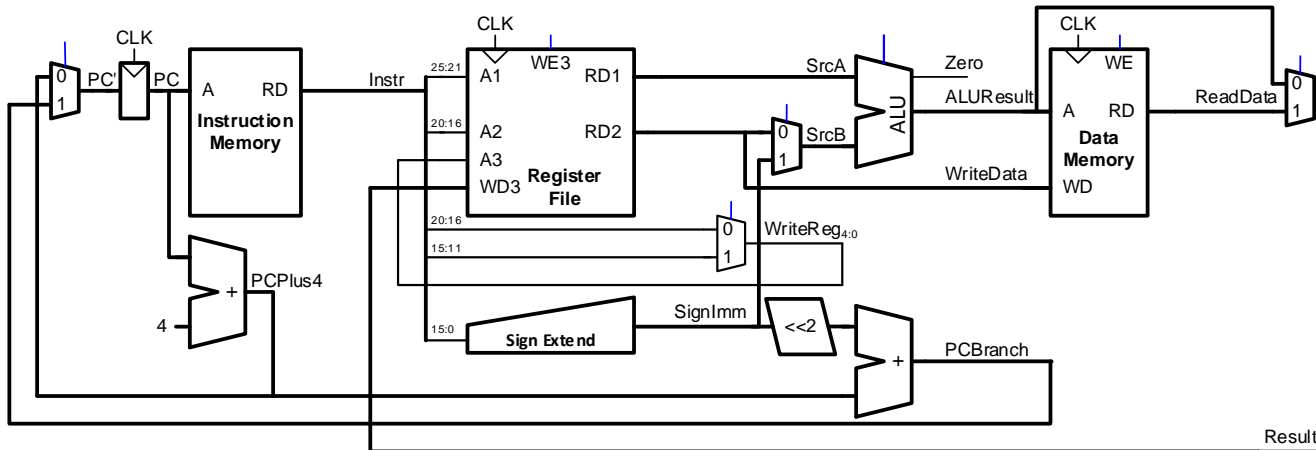 CLK
0
1
PC'
PC
A
RD
Instruction
Memory
Instr
4
+
PCPlus4
25:21
20:16
20:16
15:11
15:0
CLK
WE3
A1
RD1
A2
RD2
A3
WD3
Register
File
Sign Extend
SignImm
<<2
0
1
WriteReg4:0
SrcA
0
1
SrcB
ALU
Zero
ALUResult
WriteData
+
PCBranch
CLK
WE
A
RD
Data
Memory
WD
ReadData
0
1
Result